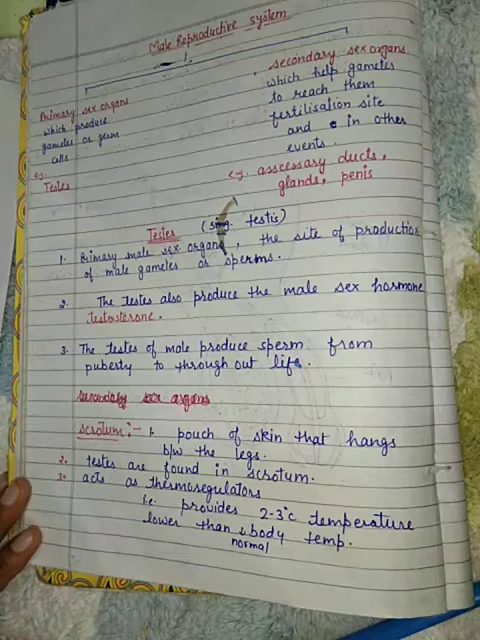 Male Reproductive system
Primary sex organs
which produce
gametes or germ
cells
e.g.
Testes
secondary sex organs
which help gametes
to reach them
fertilisation site
and in other
events.
e.g. asscessary ducts,
glands, penis
Testes (sing. testis)
1. Primary male sex organs, the site of production
of male gametes or sperms.
2. The testes also produce the male sex hormone
Testosterone.
3. The testes of male produce sperm from
puberty to through out life.
secondary sex organs
scrotum:- 1. pouch of skin that hangs
b/w the legs.
2. testes are found in scrotum.
3. acts as thermoregulators
i.e. provides 2-3°c temperature
lower than body temp.
normal